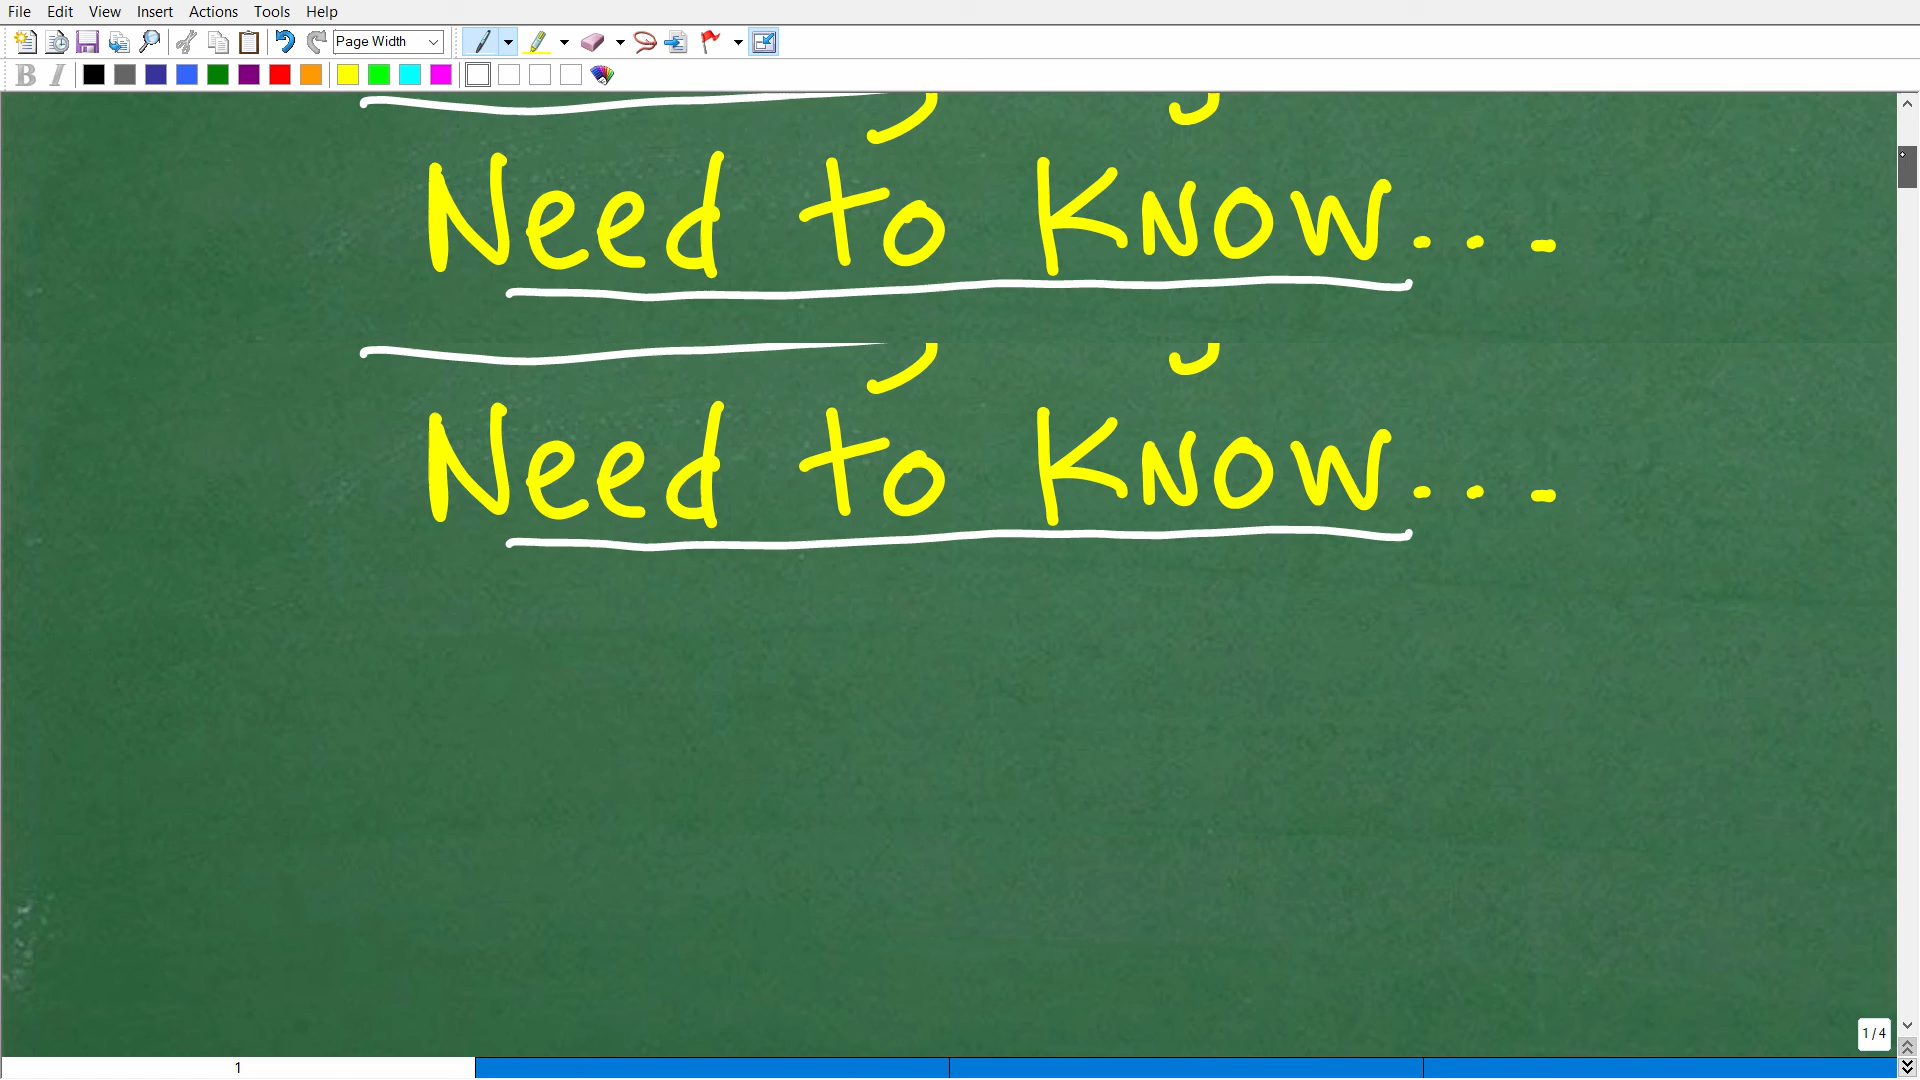 File Edit View Insert Actions Tools Help
Page Width
B I
Need to Know...
Need to Know...
1 / 4
1